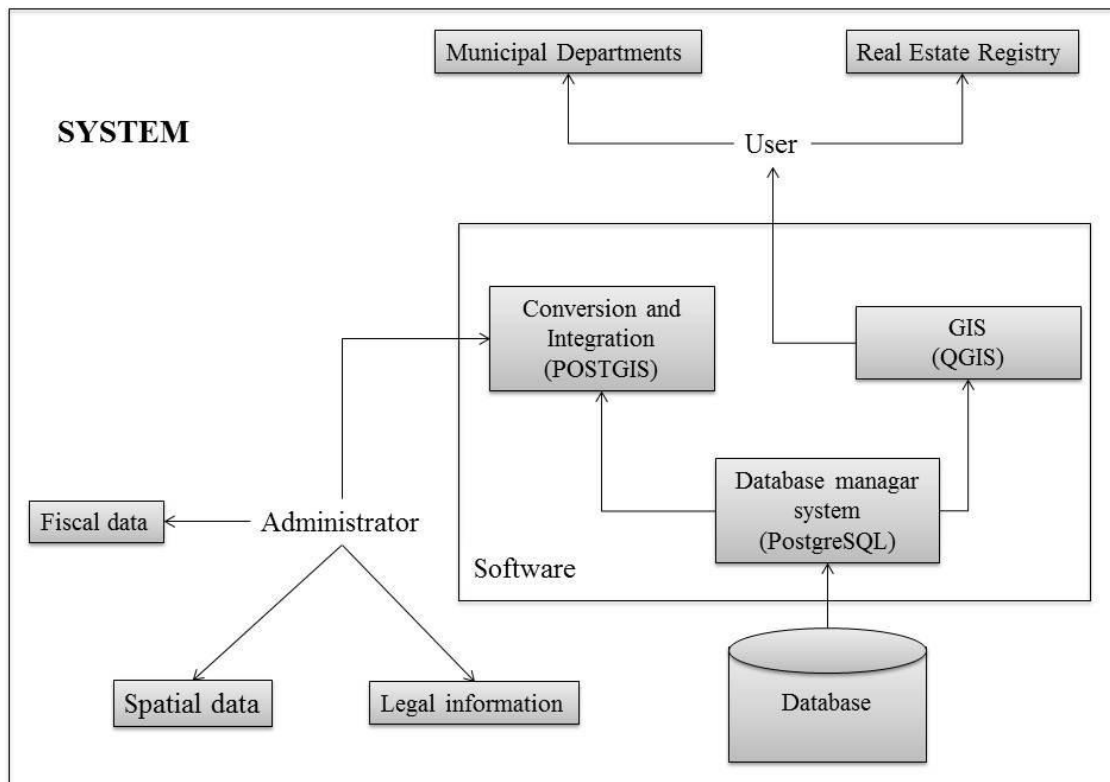 Municipal Departments
Real Estate Registry
SYSTEM
User
Conversion and
Integration
(POSTGIS)
GIS
(QGIS)
Database managar
system
(PostgreSQL)
Fiscal data
Administrator
Software
Spatial data
Legal information
Database